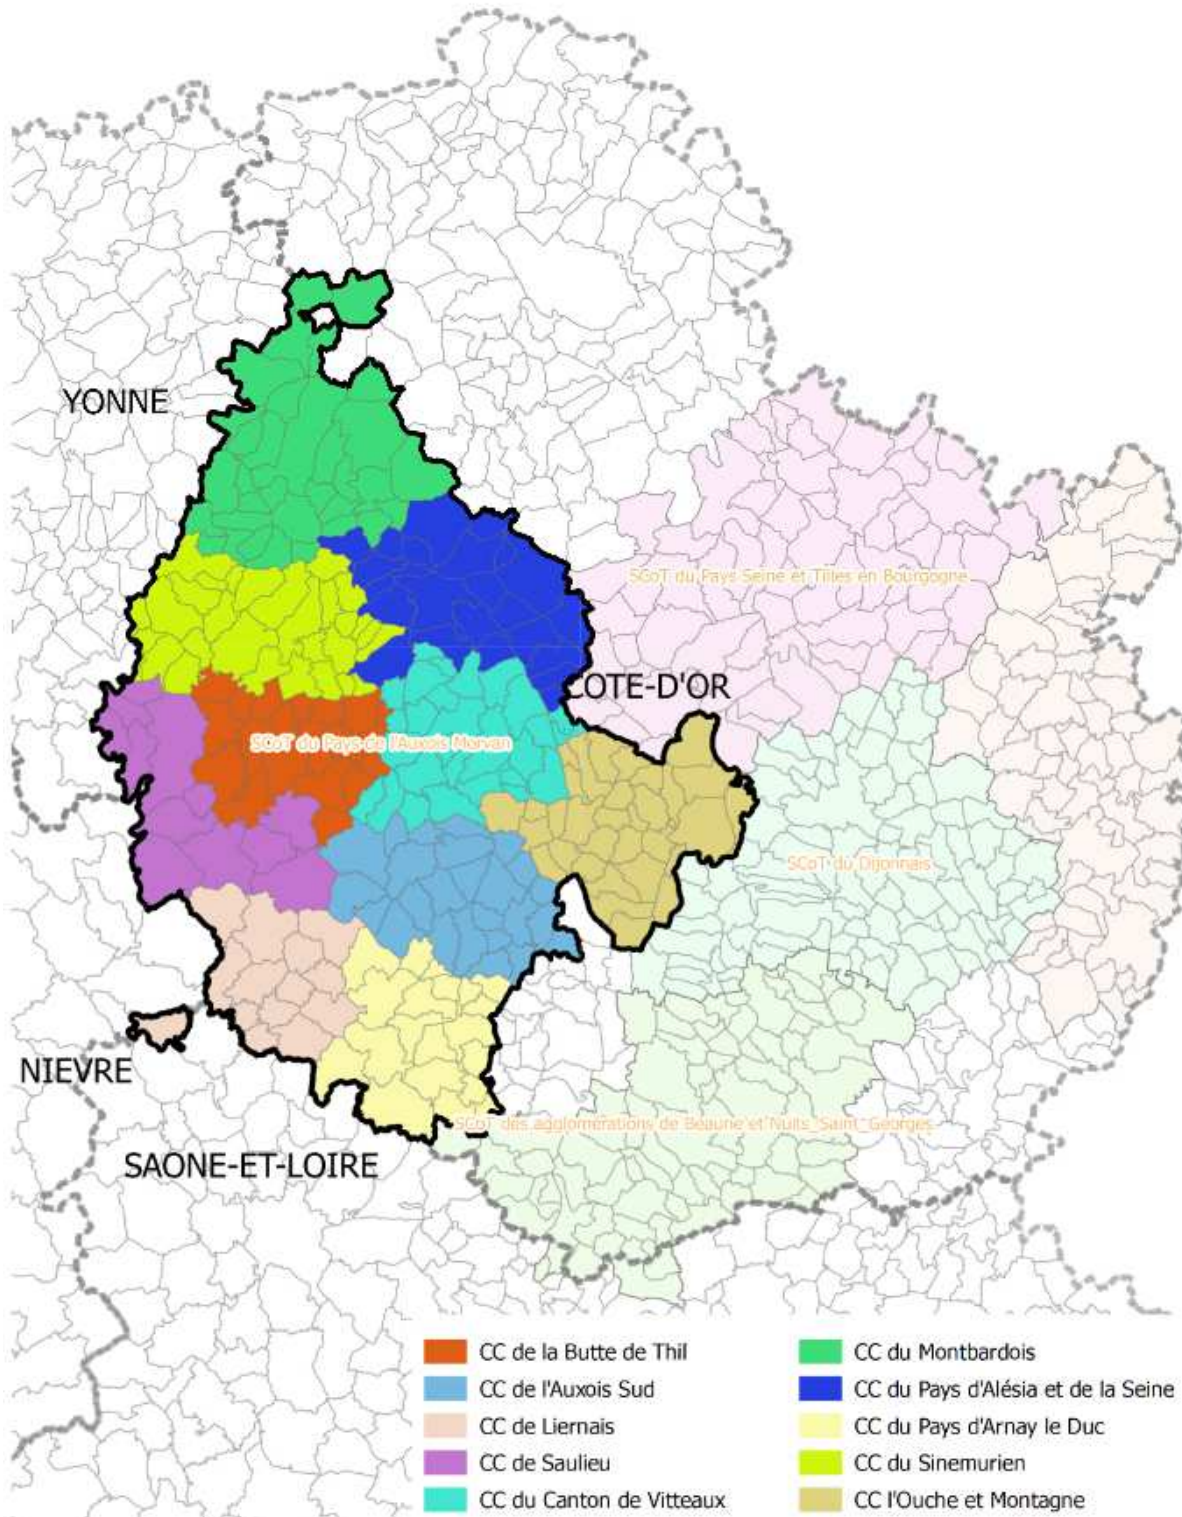 YONNE
SCoT du Pays Seine et Tilles en Bourgogne
COTE-D'OR
SCoT du Pays de l'Auxois Morvan
SCoT du Dijonnais
NIEVRE
SCoT des agglomérations de Beaune et Nuits_Saint_Georges
SAONE-ET-LOIRE
CC de la Butte de Thil
CC de l'Auxois Sud
CC de Liernais
CC de Saulieu
CC du Canton de Vitteaux
CC du Montbardois
CC du Pays d'Alésia et de la Seine
CC du Pays d'Arnay le Duc
CC du Sinemurien
CC l'Ouche et Montagne